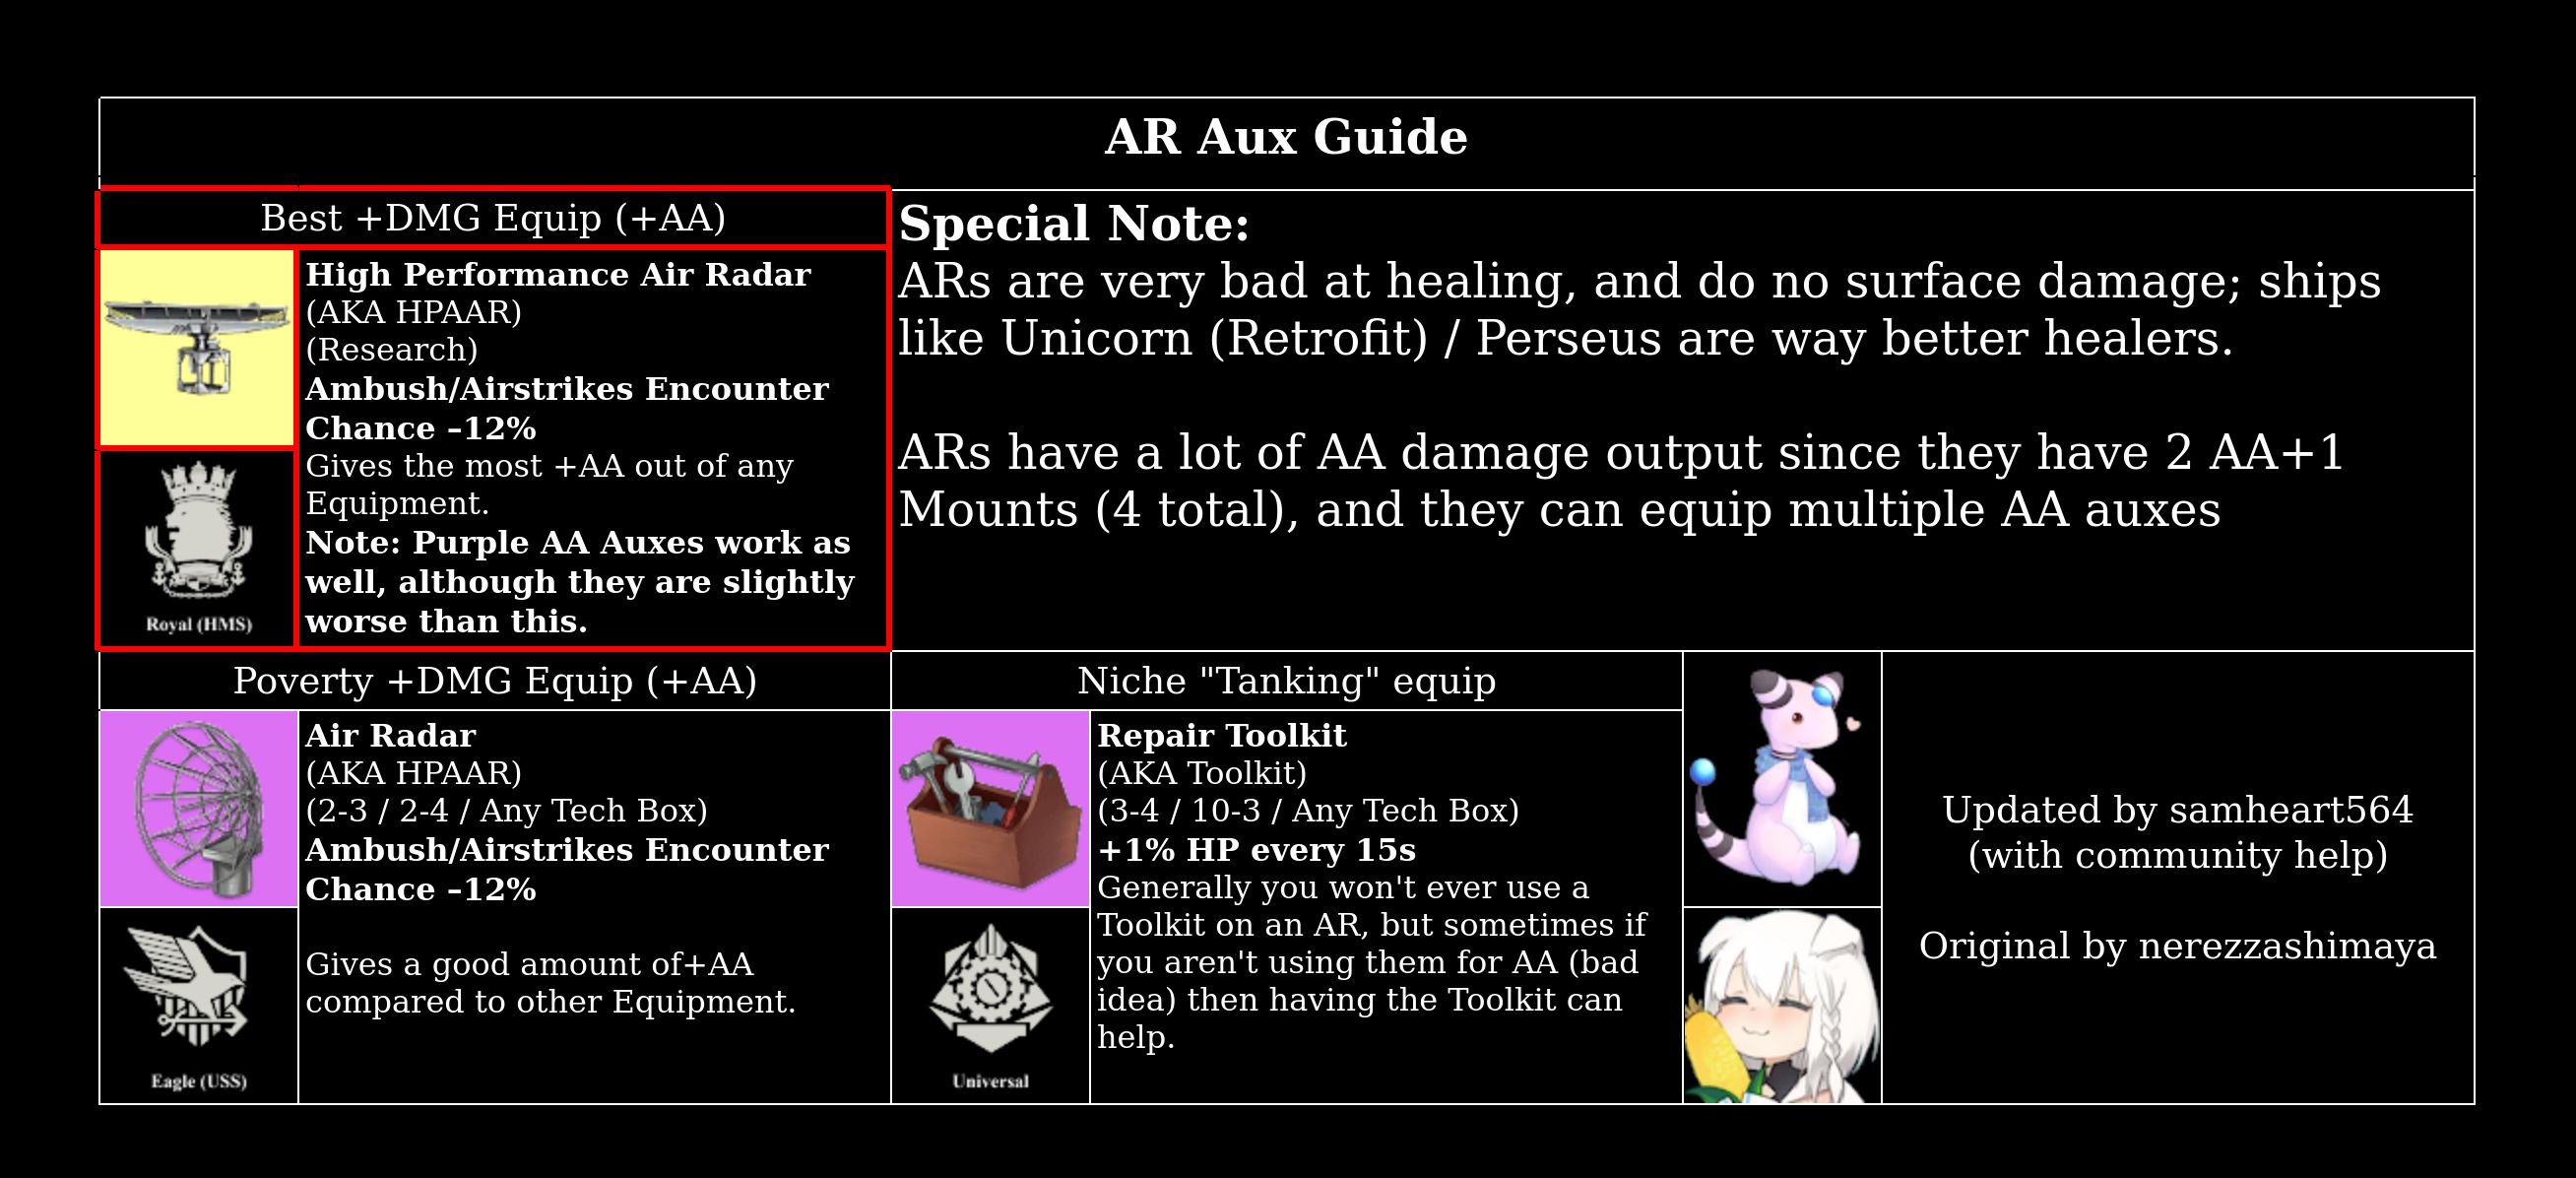 AR Aux Guide
Best +DMG Equip (+AA)
High Performance Air Radar
(AKA HPAAR)
(Research)
Ambush/Airstrikes Encounter
Chance –12%
Gives the most +AA out of any
Equipment.
Note: Purple AA Auxes work as
well, although they are slightly
worse than this.
Royal (HMS)
Special Note:
ARs are very bad at healing, and do no surface damage; ships
like Unicorn (Retrofit) / Perseus are way better healers.
ARs have a lot of AA damage output since they have 2 AA+1
Mounts (4 total), and they can equip multiple AA auxes
Poverty +DMG Equip (+AA)
Air Radar
(AKA HPAAR)
(2-3 / 2-4 / Any Tech Box)
Ambush/Airstrikes Encounter
Chance –12%
Gives a good amount of+AA
compared to other Equipment.
Eagle (USS)
Niche "Tanking" equip
Repair Toolkit
(AKA Toolkit)
(3-4 / 10-3 / Any Tech Box)
+1% HP every 15s
Generally you won't ever use a
Toolkit on an AR, but sometimes if
you aren't using them for AA (bad
idea) then having the Toolkit can
help.
Universal
Updated by samheart564
(with community help)
Original by nerezzashimaya